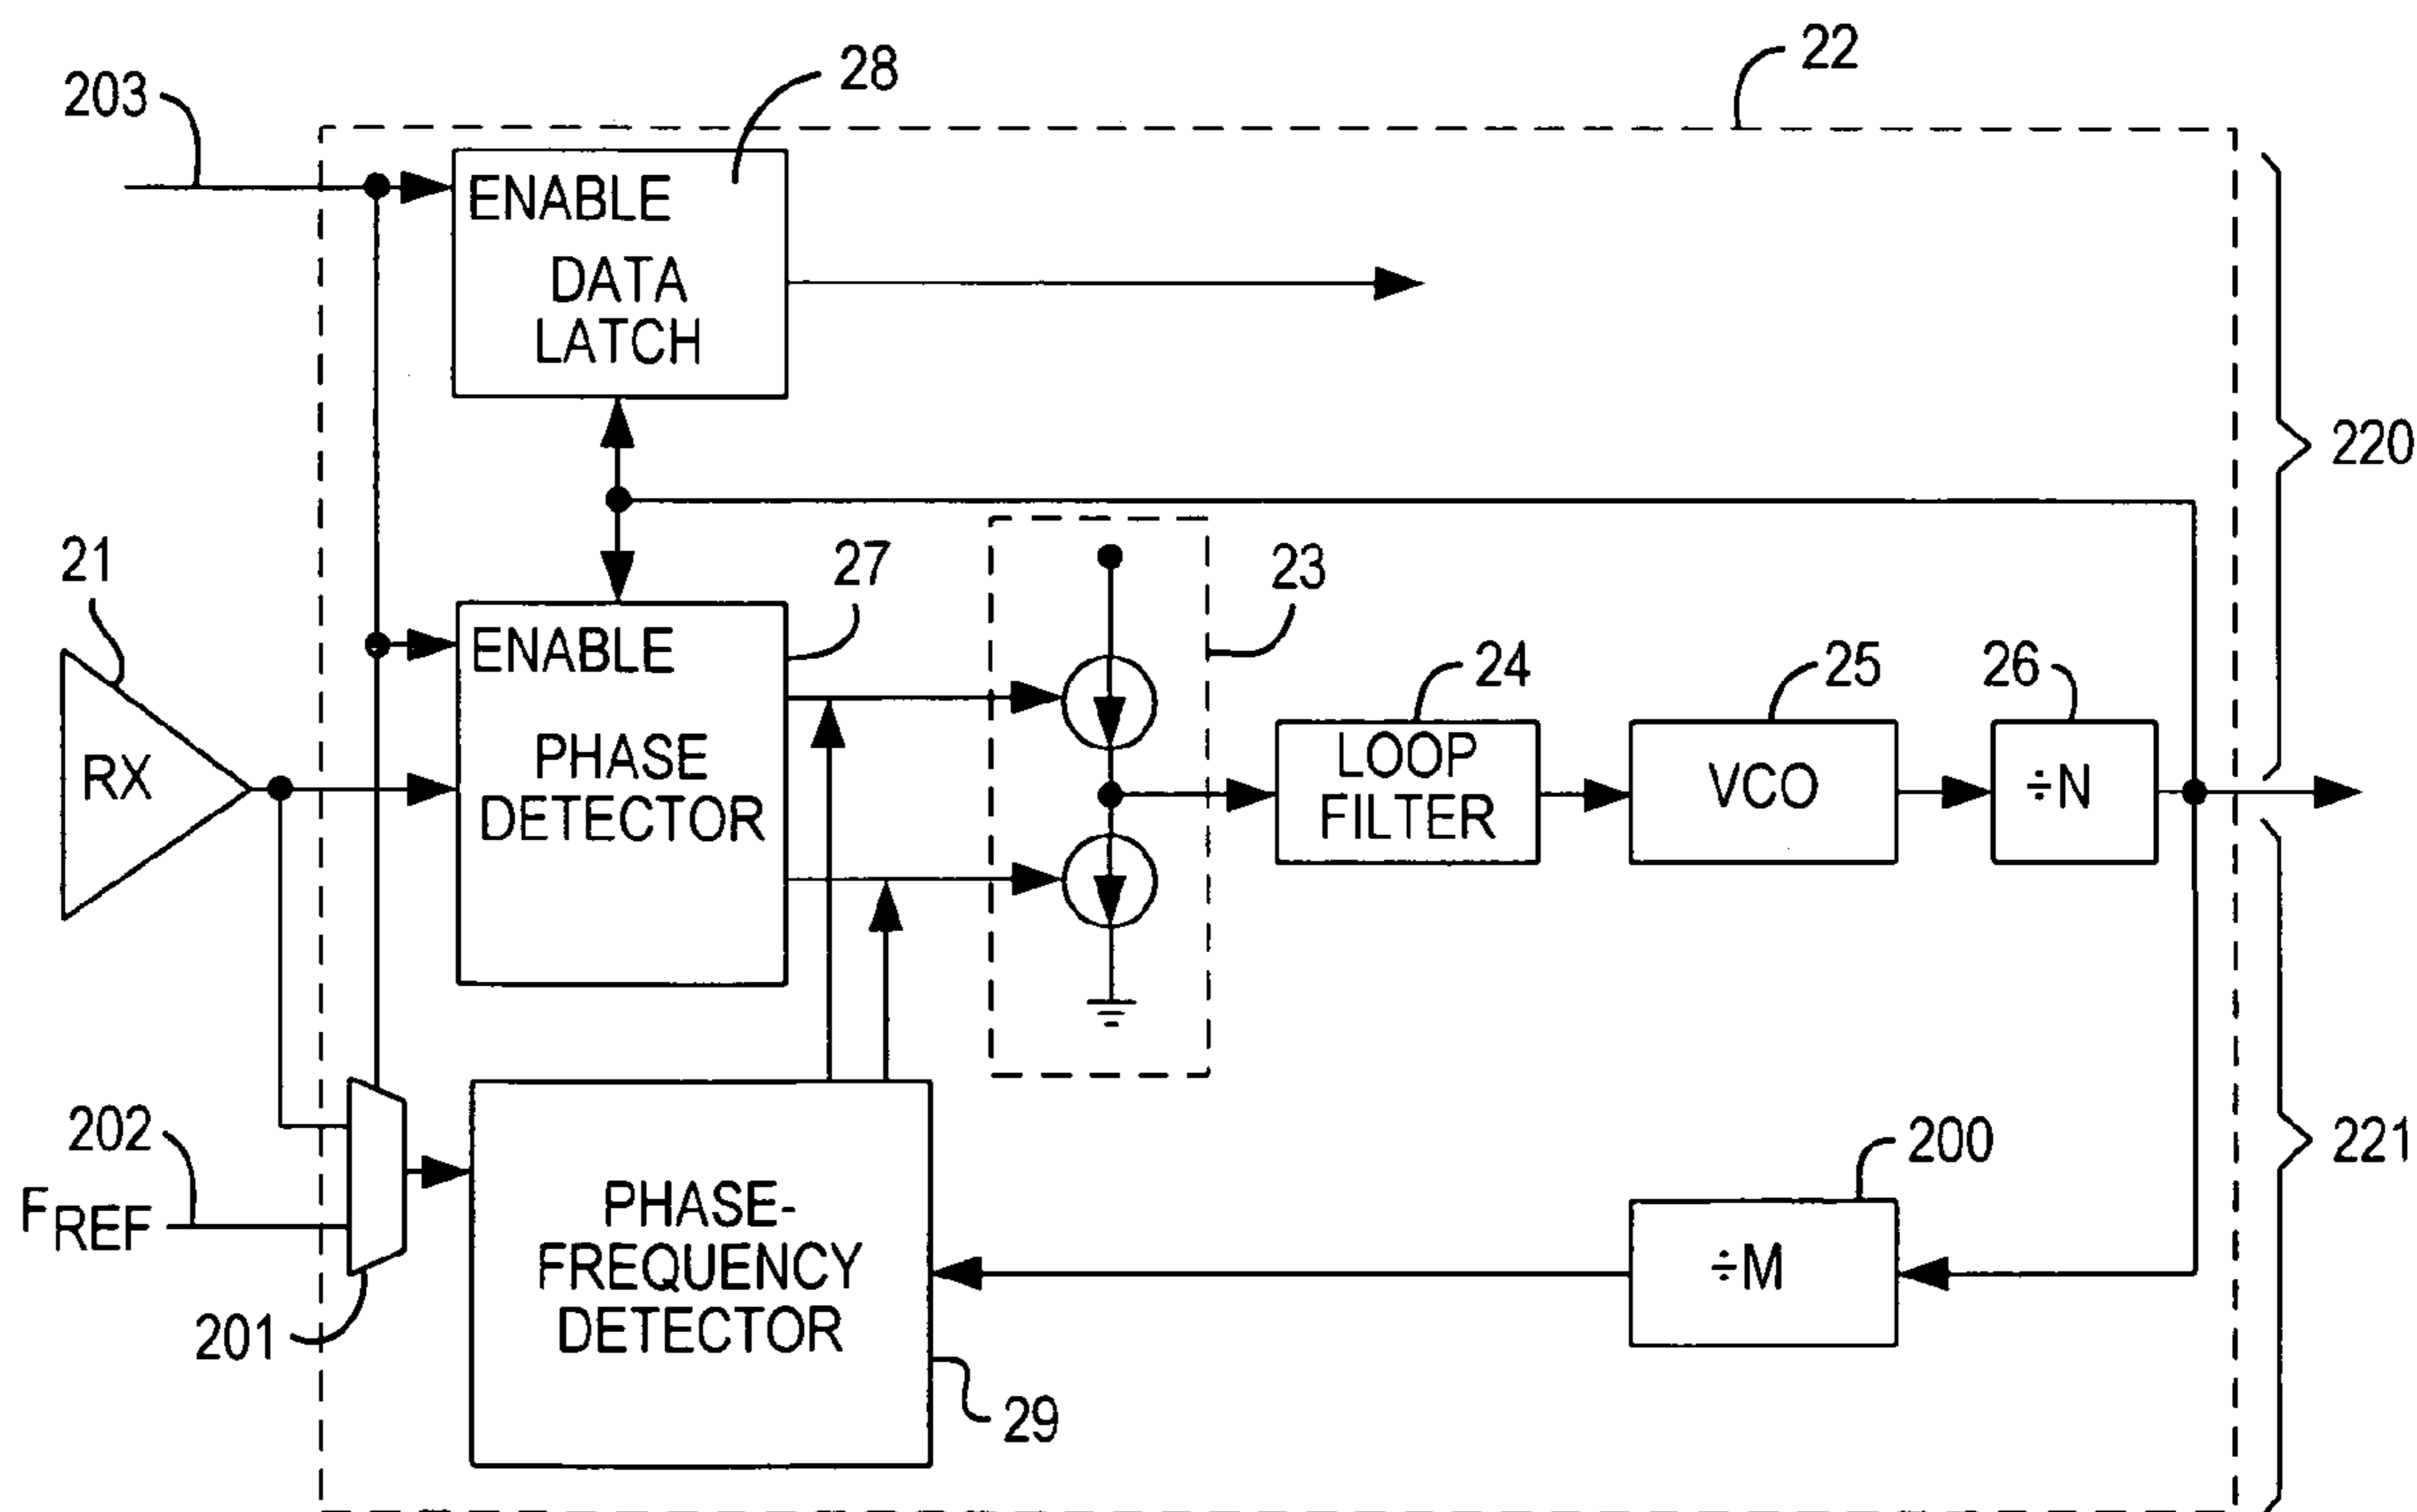 22
28
203
ENABLE
DATA
LATCH
220
21
27
23
ENABLE
24
25
26
RX
PHASE
DETECTOR
LOOP
FILTER
VCO
÷N
202
200
221
FREF
PHASE-
FREQUENCY
DETECTOR
÷M
201
29